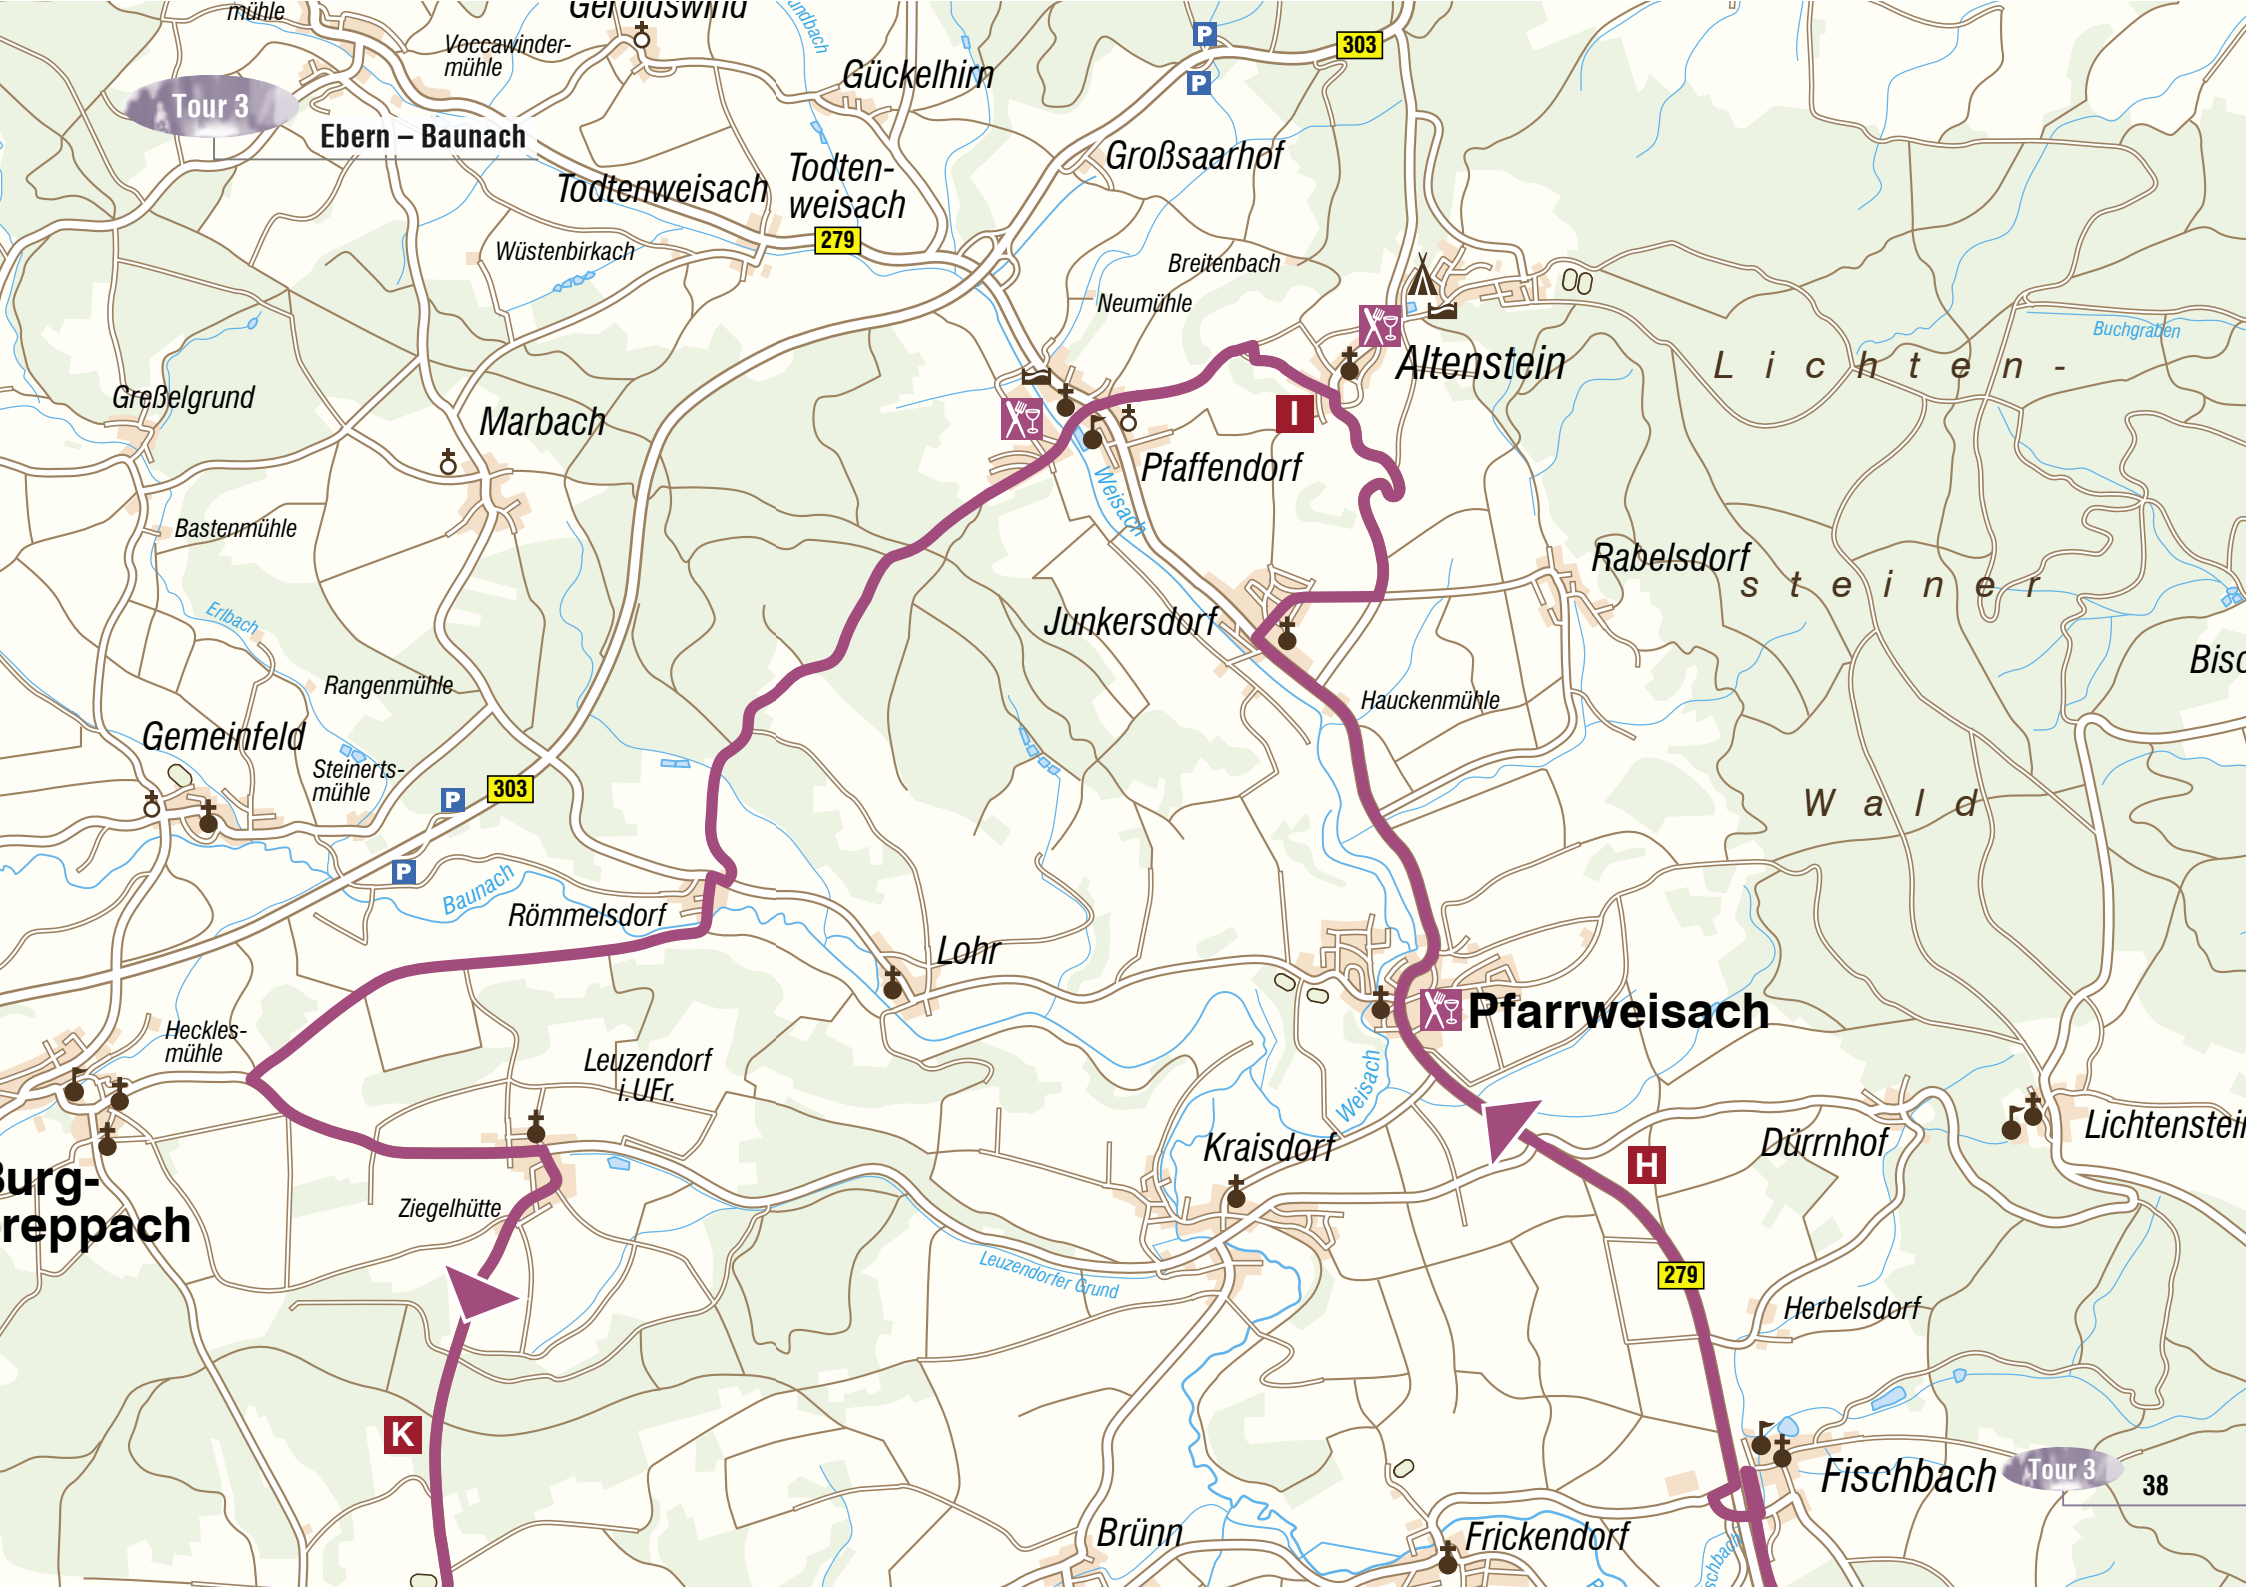 mühle
Geroldswind
Voccawinder-
mühle
undbach
Gückelhirn
P
P
303
Tour 3
Ebern – Baunach
Todtenweisach
Todten-
weisach
279
Großsaarhof
Wüstenbirkach
Breitenbach
Neumühle
Altenstein
Lichten-
Buchgraben
Greßelgrund
Marbach
I
Pfaffendorf
Weisach
Bastenmühle
Rabelsdorf
steiner
Erlbach
Junkersdorf
Rangenmühle
Hauckenmühle
Gemeinfeld
Steinerts-
mühle
303
P
P
Wald
Baunach
Römmelsdorf
Lohr
Pfarrweisach
Heckles-
mühle
Leuzendorf
i.UFr.
Weisach
Kraisdorf
Dürrnhof
Lichtenstein
H
Burg-
reppach
Ziegelhütte
Leuzendorfer Grund
279
Herbelsdorf
K
Fischbach
Tour 3
38
Brünn
Frickendorf
schbach